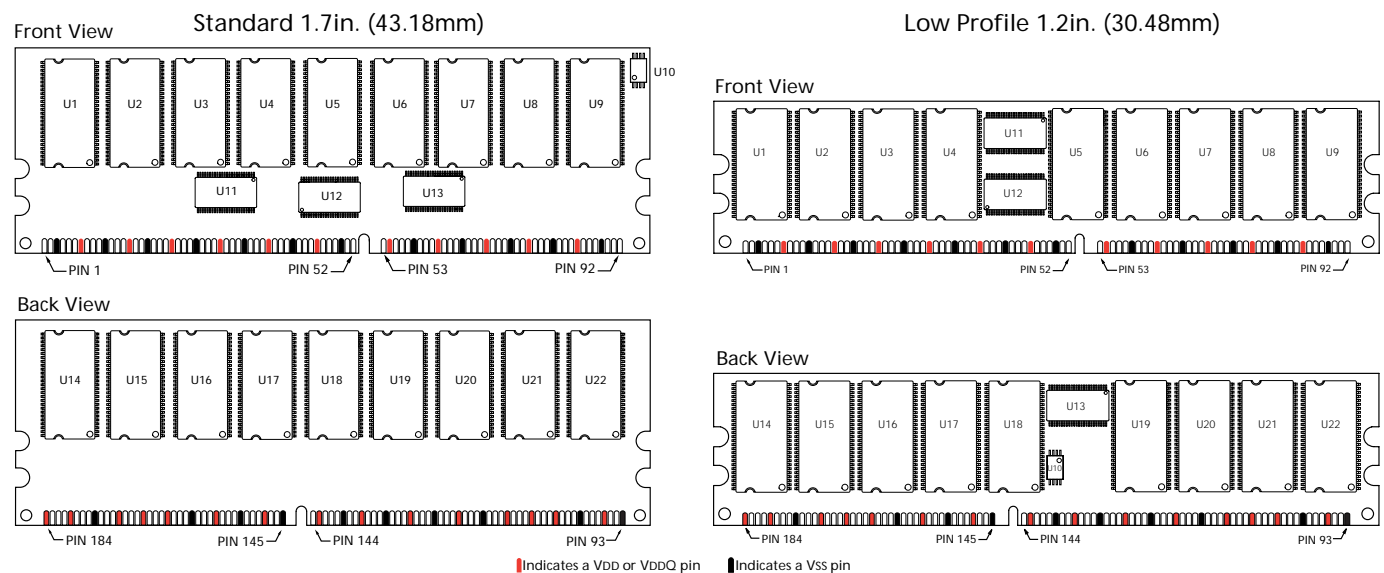 Standard 1.7in. (43.18mm)
Front View
U1 U2 U3 U4 U5 U6 U7 U8 U9
U10
U11 U12 U13
PIN 1 PIN 52 PIN 53 PIN 92
Back View
U14 U15 U16 U17 U18 U19 U20 U21 U22
PIN 184 PIN 145 PIN 144 PIN 93
Low Profile 1.2in. (30.48mm)
Front View
U1 U2 U3 U4 U5 U6 U7 U8 U9
U11
U12
PIN 1 PIN 52 PIN 53 PIN 92
Back View
U14 U15 U16 U17 U18 U13 U19 U20 U21 U22
U10
PIN 184 PIN 145 PIN 144 PIN 93
Indicates a VDD or VDDQ pin Indicates a VSS pin